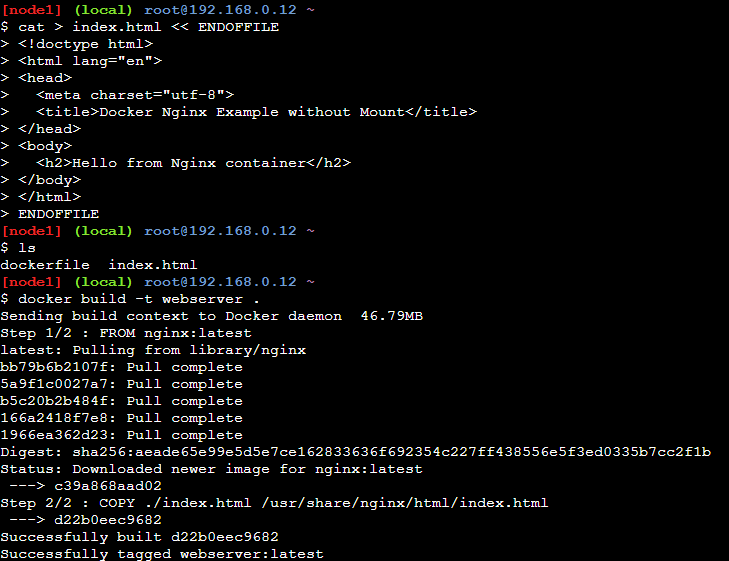 [node1] (local) root@192.168.0.12 ~
$ cat > index.html << ENDOFFILE
> <!doctype html>
> <html lang="en">
> <head>
>   <meta charset="utf-8">
>   <title>Docker Nginx Example without Mount</title>
> </head>
> <body>
>   <h2>Hello from Nginx container</h2>
> </body>
> </html>
> ENDOFFILE
[node1] (local) root@192.168.0.12 ~
$ ls
dockerfile  index.html
[node1] (local) root@192.168.0.12 ~
$ docker build -t webserver .
Sending build context to Docker daemon  46.79MB
Step 1/2 : FROM nginx:latest
latest: Pulling from library/nginx
bb79b6b2107f: Pull complete
5a9f1c0027a7: Pull complete
b5c20b2b484f: Pull complete
166a2418f7e8: Pull complete
1966ea362d23: Pull complete
Digest: sha256:aeade65e99e5d5e7ce162833636f692354c227ff438556e5f3ed0335b7cc2f1b
Status: Downloaded newer image for nginx:latest
 ---> c39a868aad02
Step 2/2 : COPY ./index.html /usr/share/nginx/html/index.html
 ---> d22b0eec9682
Successfully built d22b0eec9682
Successfully tagged webserver:latest